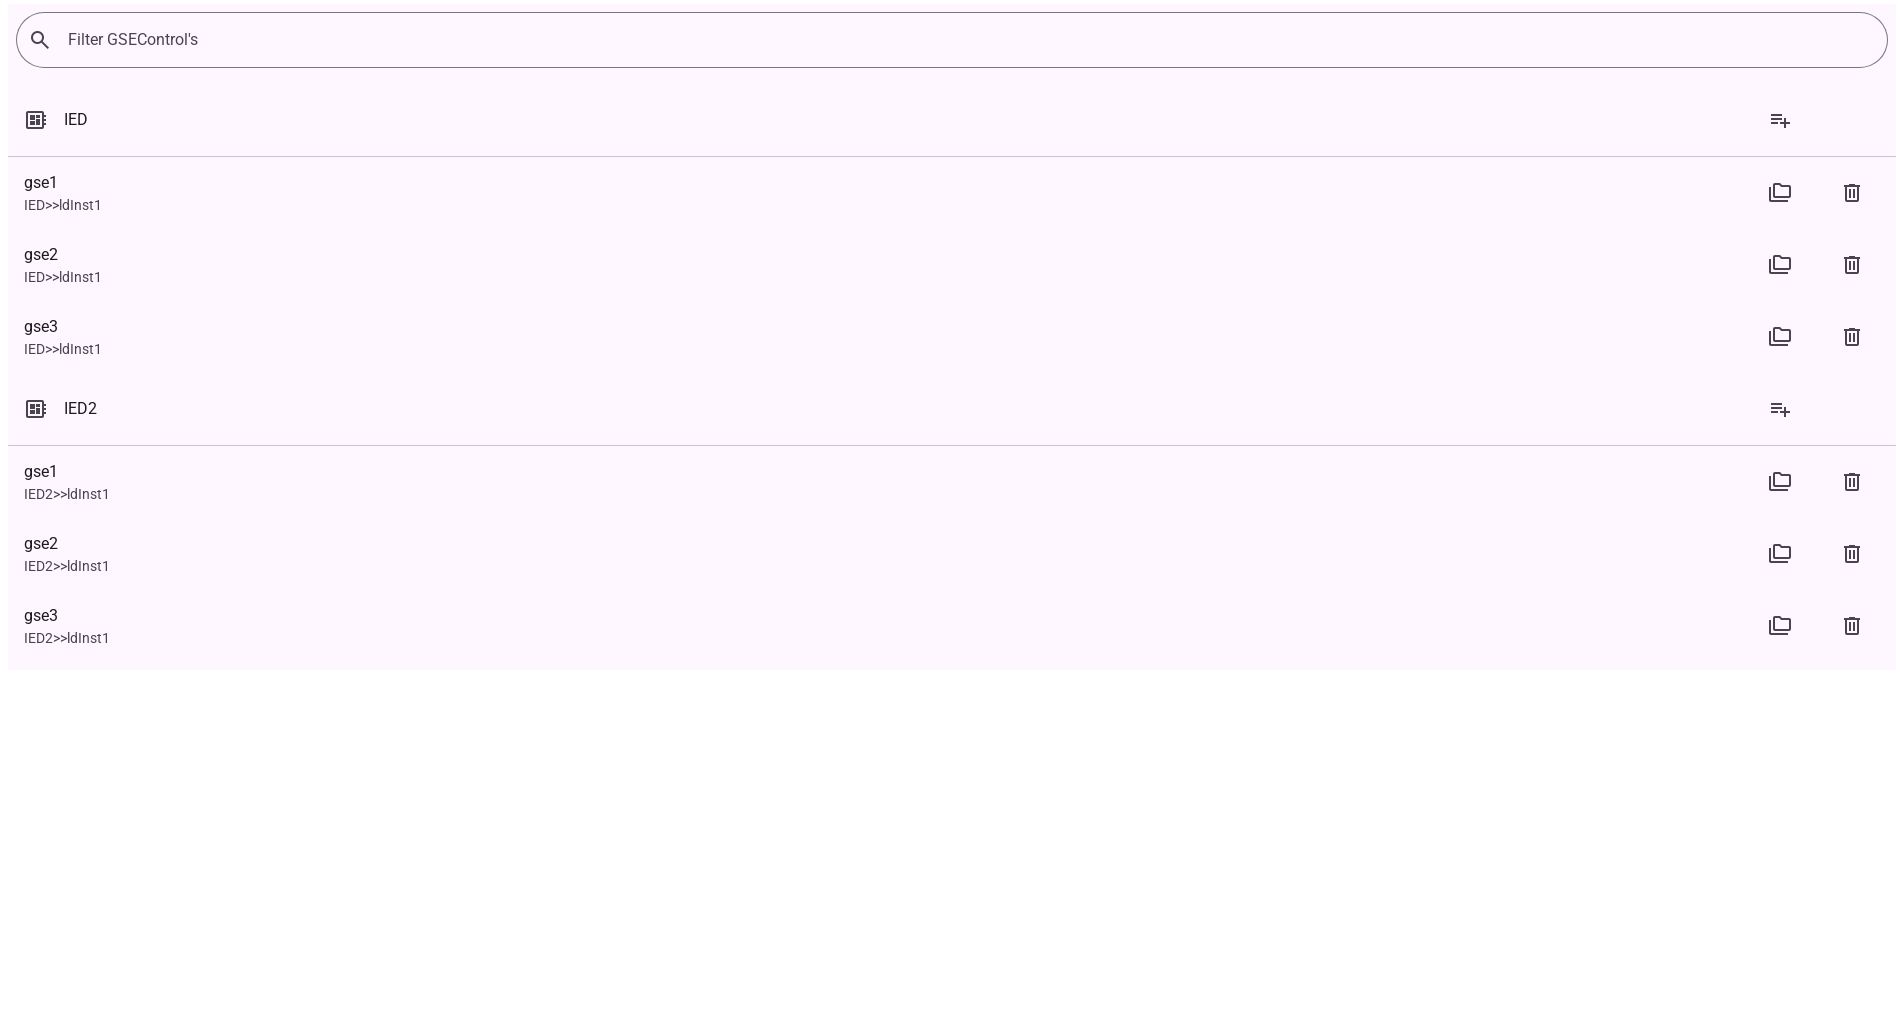 Filter GSEControl's
IED
gse1
IED>>ldInst1
gse2
IED>>ldInst1
gse3
IED>>ldInst1
IED2
gse1
IED2>>ldInst1
gse2
IED2>>ldInst1
gse3
IED2>>ldInst1